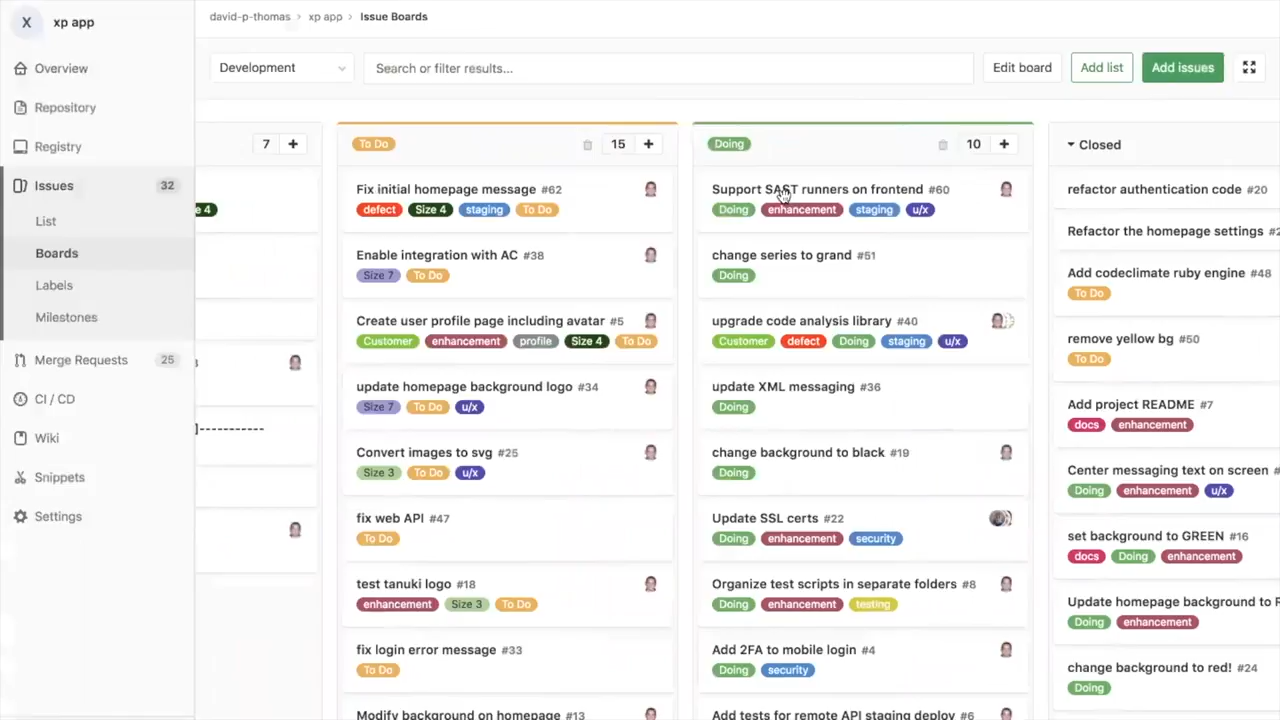 X xp app
Overview
Repository
Registry
Issues 32
List
Boards
Labels
Milestones
Merge Requests 25
CI / CD
Wiki
Snippets
Settings
david-p-thomas › xp app › Issue Boards
Development
Search or filter results...
Edit board
Add list
Add issues
7 +
e 4
]-----------
To Do 15 +
Fix initial homepage message #62
defect Size 4 staging To Do
Enable integration with AC #38
Size 7 To Do
Create user profile page including avatar #5
Customer enhancement profile Size 4 To Do
update homepage background logo #34
Size 7 To Do u/x
Convert images to svg #25
Size 3 To Do u/x
fix web API #47
To Do
test tanuki logo #18
enhancement Size 3 To Do
fix login error message #33
To Do
Modify background on homepage #13
Doing 10 +
Support SAST runners on frontend #60
Doing enhancement staging u/x
change series to grand #51
Doing
upgrade code analysis library #40
Customer defect Doing staging u/x
update XML messaging #36
Doing
change background to black #19
Doing
Update SSL certs #22
Doing enhancement security
Organize test scripts in separate folders #8
Doing enhancement testing
Add 2FA to mobile login #4
Doing security
Add tests for remote API staging deploy #6
Closed
refactor authentication code #20
Refactor the homepage settings #2
Add codeclimate ruby engine #48
To Do
remove yellow bg #50
To Do
Add project README #7
docs enhancement
Center messaging text on screen #
Doing enhancement u/x
set background to GREEN #16
docs Doing enhancement
Update homepage background to
Doing enhancement
change background to red! #24
Doing